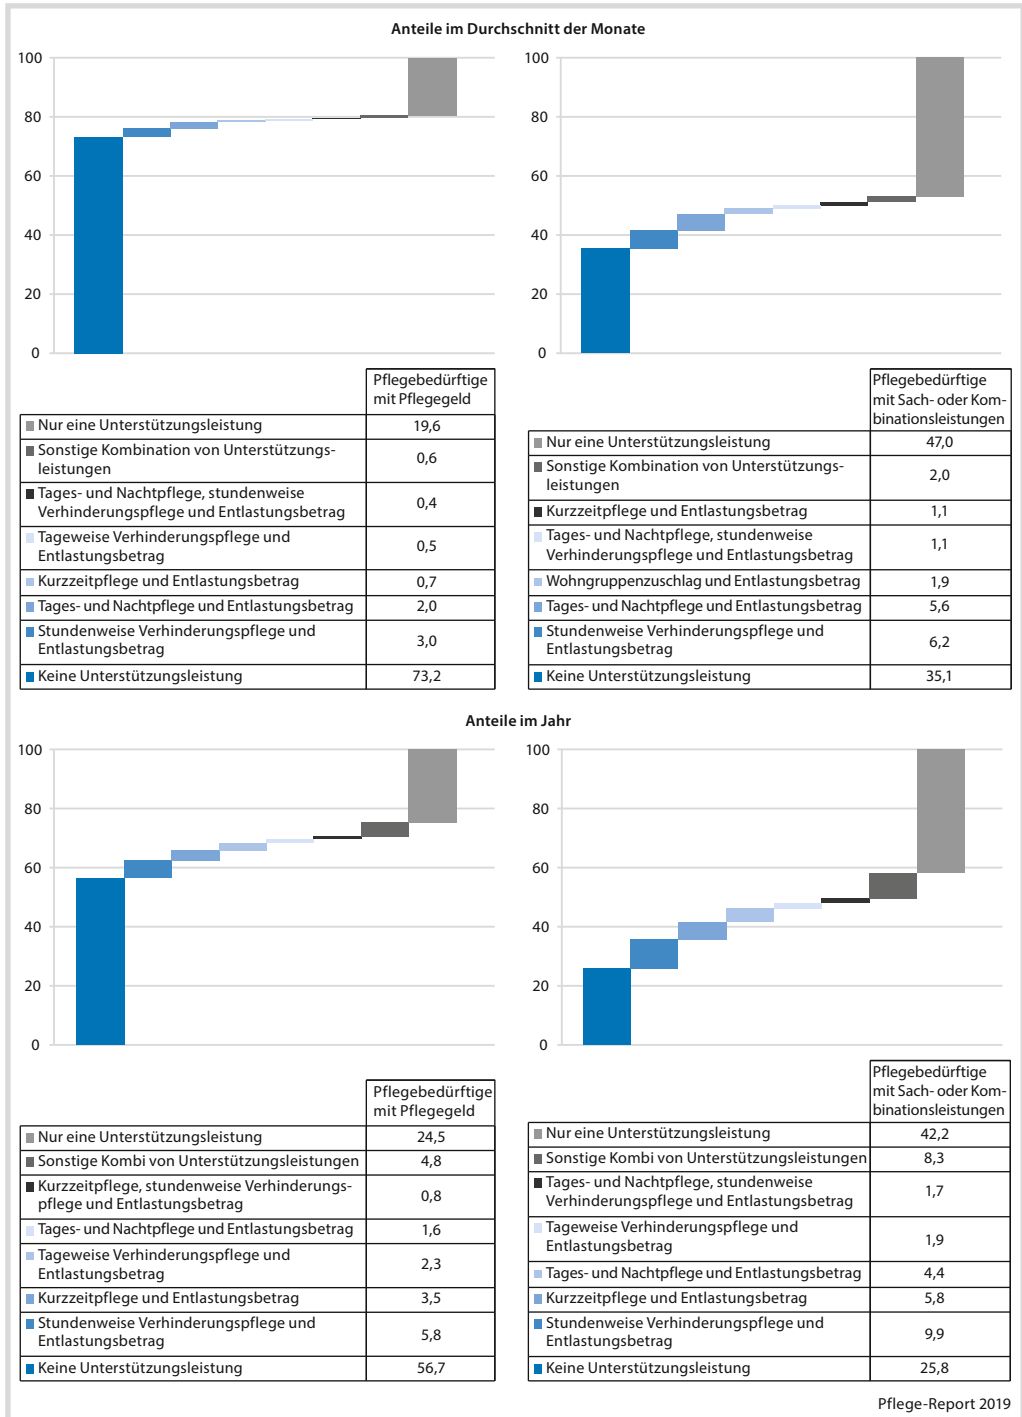 Anteile im Durchschnitt der Monate
100
80
60
40
20
0
100
80
60
40
20
0
Pflegebedürftige
mit Pflegegeld
Nur eine Unterstützungsleistung 19,6
Sonstige Kombination von Unterstützungs-
leistungen 0,6
Tages- und Nachtpflege, stundenweise
Verhinderungspflege und Entlastungsbetrag 0,4
Tageweise Verhinderungspflege und
Entlastungsbetrag 0,5
Kurzzeitpflege und Entlastungsbetrag 0,7
Tages- und Nachtpflege und Entlastungsbetrag 2,0
Stundenweise Verhinderungspflege und
Entlastungsbetrag 3,0
Keine Unterstützungsleistung 73,2
Pflegebedürftige
mit Sach- oder Kom-
binationsleistungen
Nur eine Unterstützungsleistung 47,0
Sonstige Kombination von Unterstützungs-
leistungen 2,0
Kurzzeitpflege und Entlastungsbetrag 1,1
Tages- und Nachtpflege, stundenweise
Verhinderungspflege und Entlastungsbetrag 1,1
Wohngruppenzuschlag und Entlastungsbetrag 1,9
Tages- und Nachtpflege und Entlastungsbetrag 5,6
Stundenweise Verhinderungspflege und
Entlastungsbetrag 6,2
Keine Unterstützungsleistung 35,1
Anteile im Jahr
100
80
60
40
20
0
100
80
60
40
20
0
Pflegebedürftige
mit Pflegegeld
Nur eine Unterstützungsleistung 24,5
Sonstige Kombi von Unterstützungsleistungen 4,8
Kurzzeitpflege, stundenweise Verhinderungs-
pflege und Entlastungsbetrag 0,8
Tages- und Nachtpflege und Entlastungsbetrag 1,6
Tageweise Verhinderungspflege und
Entlastungsbetrag 2,3
Kurzzeitpflege und Entlastungsbetrag 3,5
Stundenweise Verhinderungspflege und
Entlastungsbetrag 5,8
Keine Unterstützungsleistung 56,7
Pflegebedürftige
mit Sach- oder Kom-
binationsleistungen
Nur eine Unterstützungsleistung 42,2
Sonstige Kombi von Unterstützungsleistungen 8,3
Tages- und Nachtpflege, stundenweise
Verhinderungspflege und Entlastungsbetrag 1,7
Tageweise Verhinderungspflege und
Entlastungsbetrag 1,9
Tages- und Nachtpflege und Entlastungsbetrag 4,4
Kurzzeitpflege und Entlastungsbetrag 5,8
Stundenweise Verhinderungspflege und
Entlastungsbetrag 9,9
Keine Unterstützungsleistung 25,8
Pflege-Report 2019